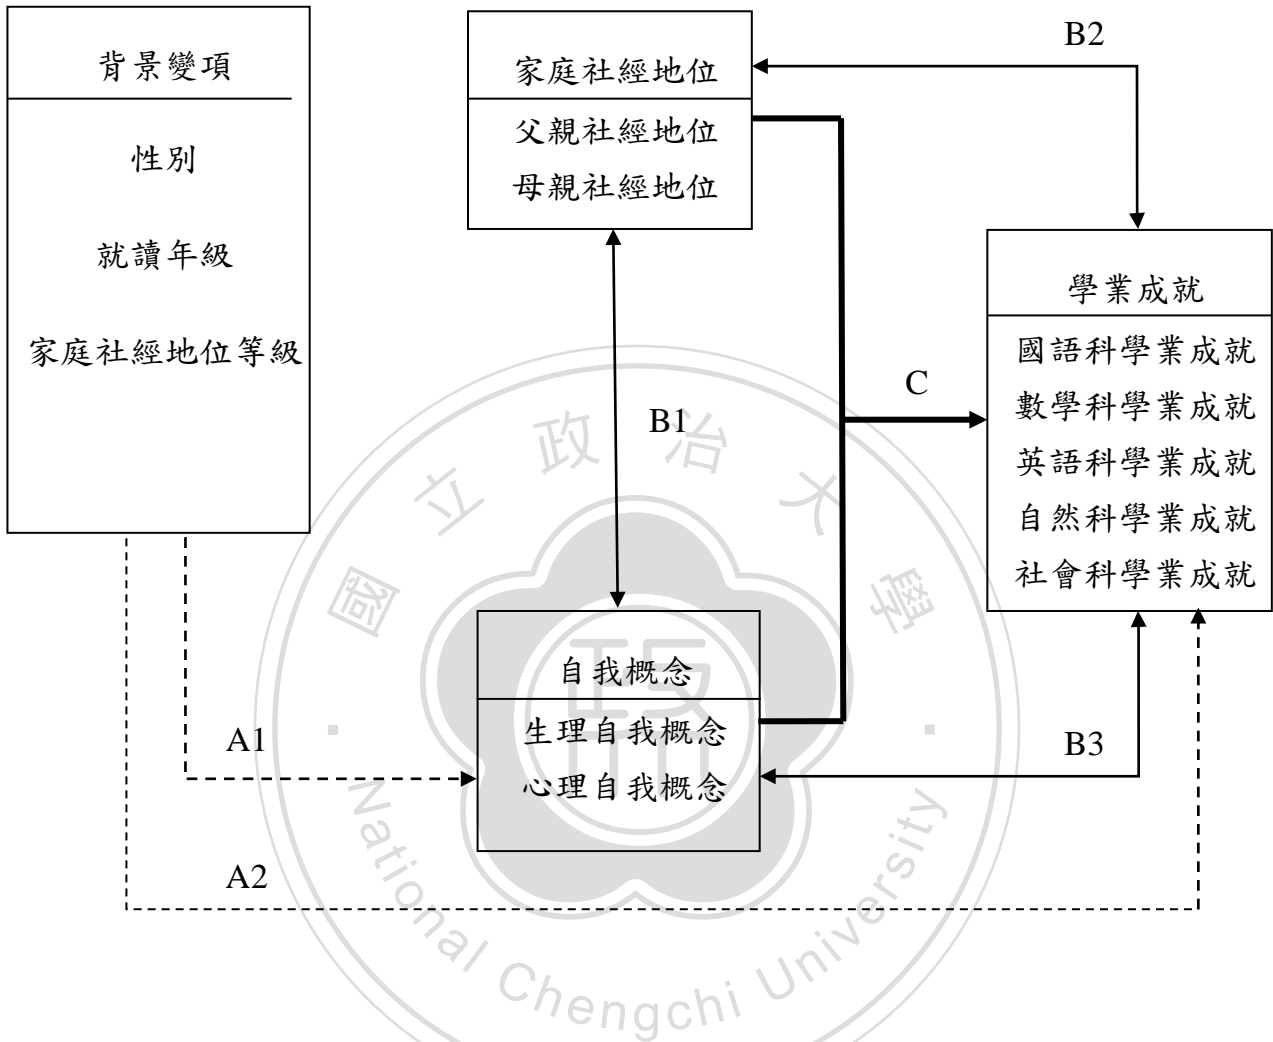 背景變項
性別
就讀年級
家庭社經地位等級
家庭社經地位
父親社經地位
母親社經地位
B2
學業成就
國語科學業成就
數學科學業成就
英語科學業成就
自然科學業成就
社會科學業成就
C
B1
自我概念
生理自我概念
心理自我概念
A1
A2
B3
國立政治大學
政
National Chengchi University